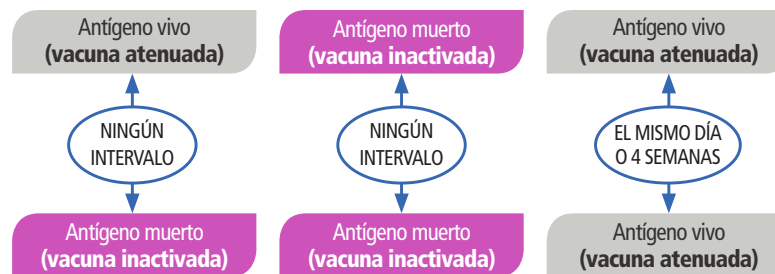 Antígeno vivo
(vacuna atenuada)
NINGÚN
INTERVALO
Antígeno muerto
(vacuna inactivada)
Antígeno muerto
(vacuna inactivada)
NINGÚN
INTERVALO
Antígeno muerto
(vacuna inactivada)
Antígeno vivo
(vacuna atenuada)
EL MISMO DÍA
O 4 SEMANAS
Antígeno vivo
(vacuna atenuada)